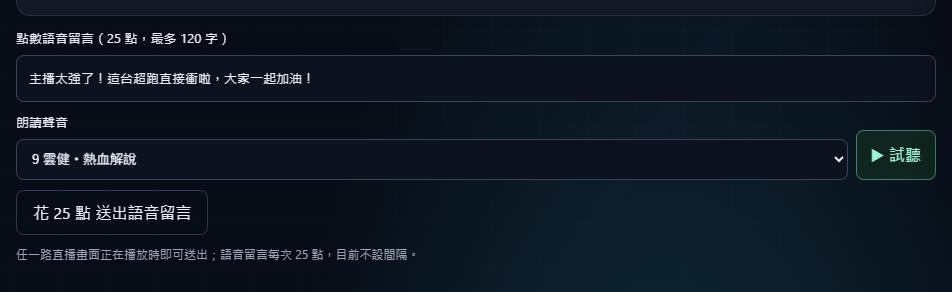 點數語音留言（25 點，最多 120 字）
主播太強了！這台超跑直接衝啦，大家一起加油！
朗讀聲音
9 雲健・熱血解說
▶ 試聽
花 25 點 送出語音留言
任一路直播畫面正在播放時即可送出；語音留言每次 25 點，目前不設間隔。